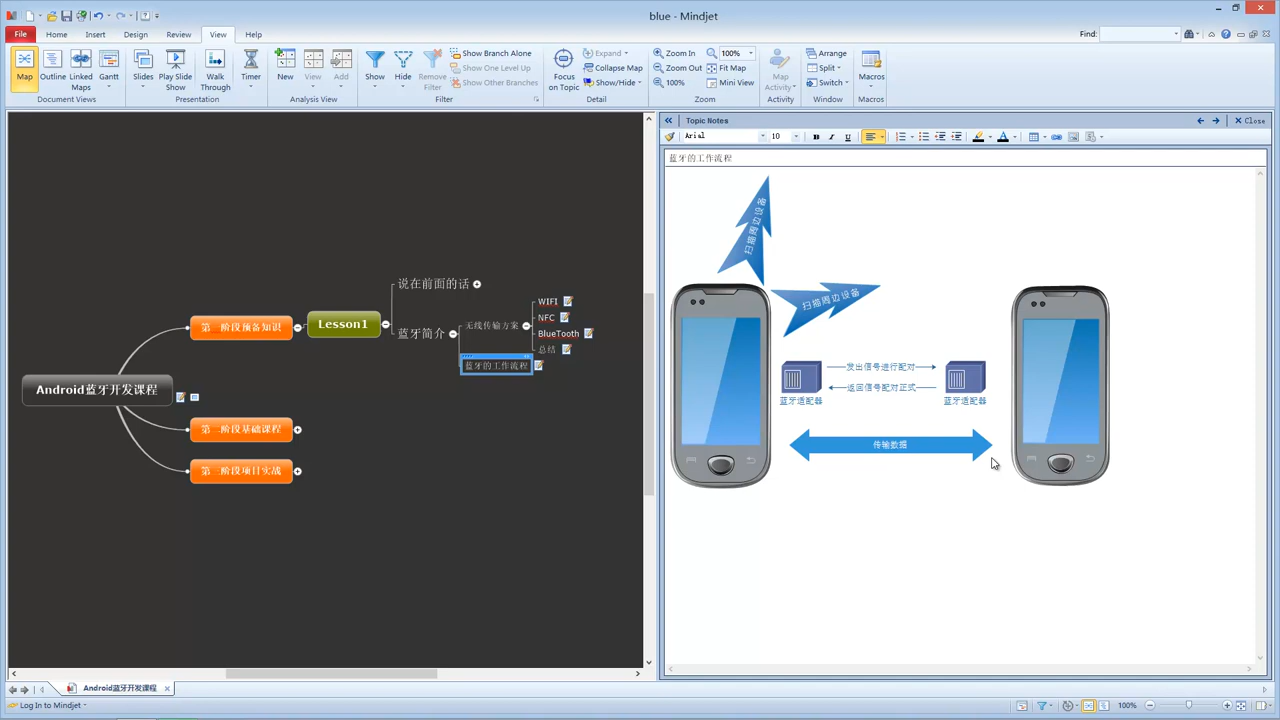 blue - Mindjet
File
Home
Insert
Design
Review
View
Help
Find:
Map
Outline
Linked Maps
Gantt
Document Views
Slides
Play Slide Show
Walk Through
Presentation
Timer
New
View
Add
Analysis View
Show
Hide
Remove Filter
Show Branch Alone
Show One Level Up
Show Other Branches
Filter
Focus on Topic
Expand
Collapse Map
Show/Hide
Detail
Zoom In
Zoom Out
100%
100%
Fit Map
Mini View
Zoom
Map Activity
Activity
Arrange
Split
Switch
Window
Macros
Macros
Android蓝牙开发课程
第一阶段预备知识
Lesson1
说在前面的话
蓝牙简介
无线传输方案
WIFI
NFC
BlueTooth
总结
蓝牙的工作流程
第二阶段基础课程
第三阶段项目实战
Topic Notes
Close
Arial
10
B
I
U
蓝牙的工作流程
扫描周边设备
扫描周边设备
发出信号进行配对
返回信号配对正式
蓝牙适配器
蓝牙适配器
传输数据
Android蓝牙开发课程
Log In to Mindjet
100%